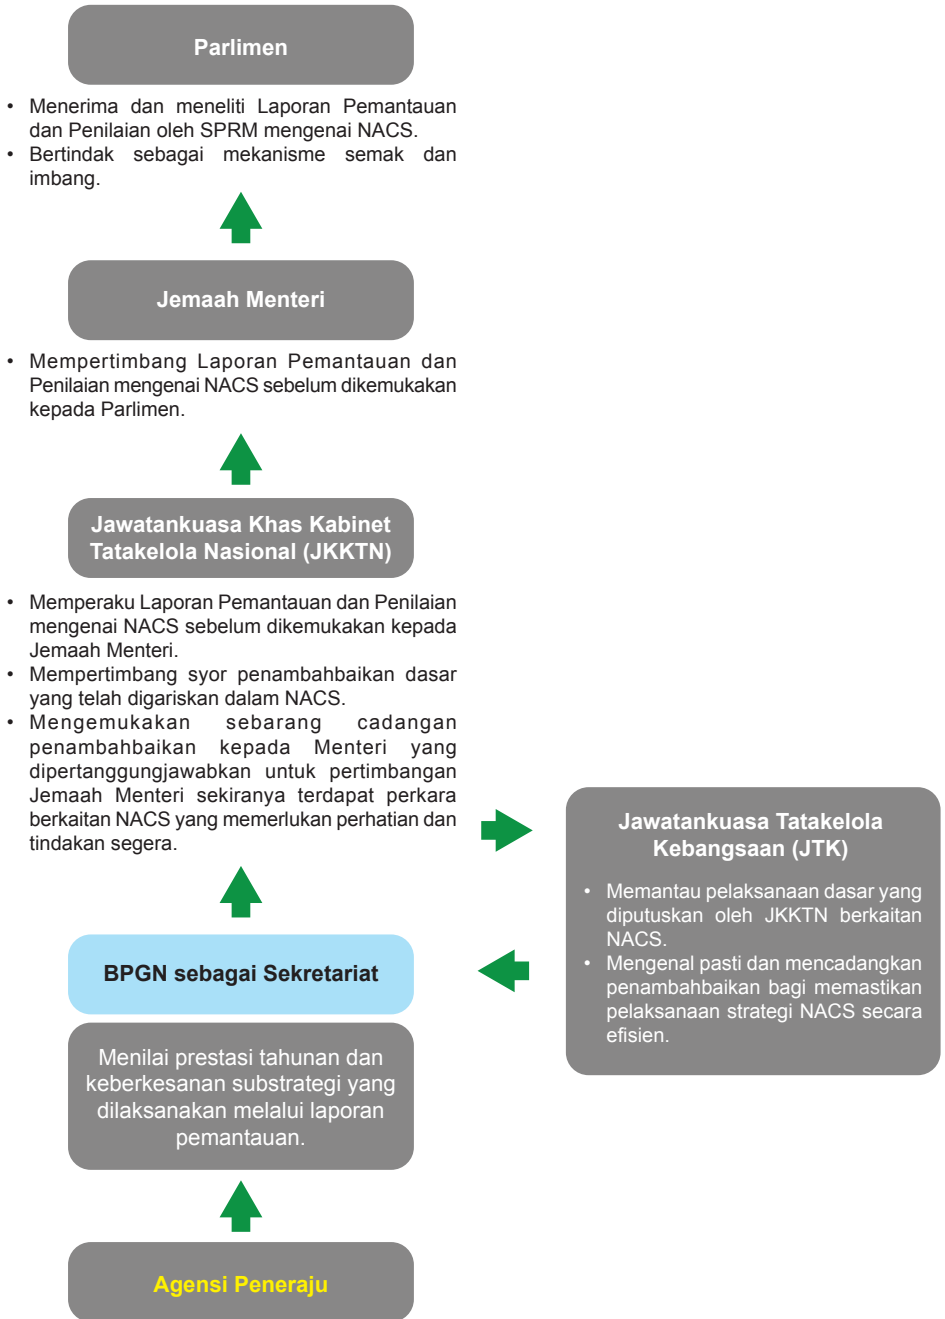 Parlimen
• Menerima dan meneliti Laporan Pemantauan
dan Penilaian oleh SPRM mengenai NACS.
• Bertindak sebagai mekanisme semak dan
imbang.
Jemaah Menteri
• Mempertimbang Laporan Pemantauan dan
Penilaian mengenai NACS sebelum dikemukakan
kepada Parlimen.
Jawatankuasa Khas Kabinet
Tatakelola Nasional (JKKTN)
• Memperaku Laporan Pemantauan dan Penilaian
mengenai NACS sebelum dikemukakan kepada
Jemaah Menteri.
• Mempertimbang syor penambahbaikan dasar
yang telah digariskan dalam NACS.
• Mengemukakan sebarang cadangan
penambahbaikan kepada Menteri yang
dipertanggungjawabkan untuk pertimbangan
Jemaah Menteri sekiranya terdapat perkara
berkaitan NACS yang memerlukan perhatian dan
tindakan segera.
Jawatankuasa Tatakelola
Kebangsaan (JTK)
• Memantau pelaksanaan dasar yang
diputuskan oleh JKKTN berkaitan
NACS.
• Mengenal pasti dan mencadangkan
penambahbaikan bagi memastikan
pelaksanaan strategi NACS secara
efisien.
BPGN sebagai Sekretariat
Menilai prestasi tahunan dan
keberkesanan substrategi yang
dilaksanakan melalui laporan
pemantauan.
Agensi Peneraju